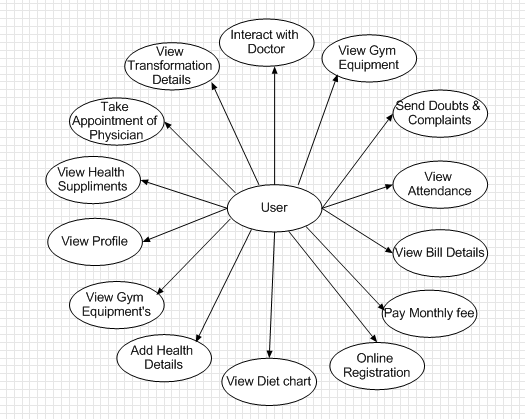 Interact with
Doctor
View Gym
Equipment
View
Transformation
Details
Send Doubts &
Complaints
Take
Appointment of
Physician
View Health
Suppliments
View
Attendance
User
View Profile
View Bill Details
View Gym
Equipment's
Pay Monthly fee
Add Health
Details
Online
Registration
View Diet chart